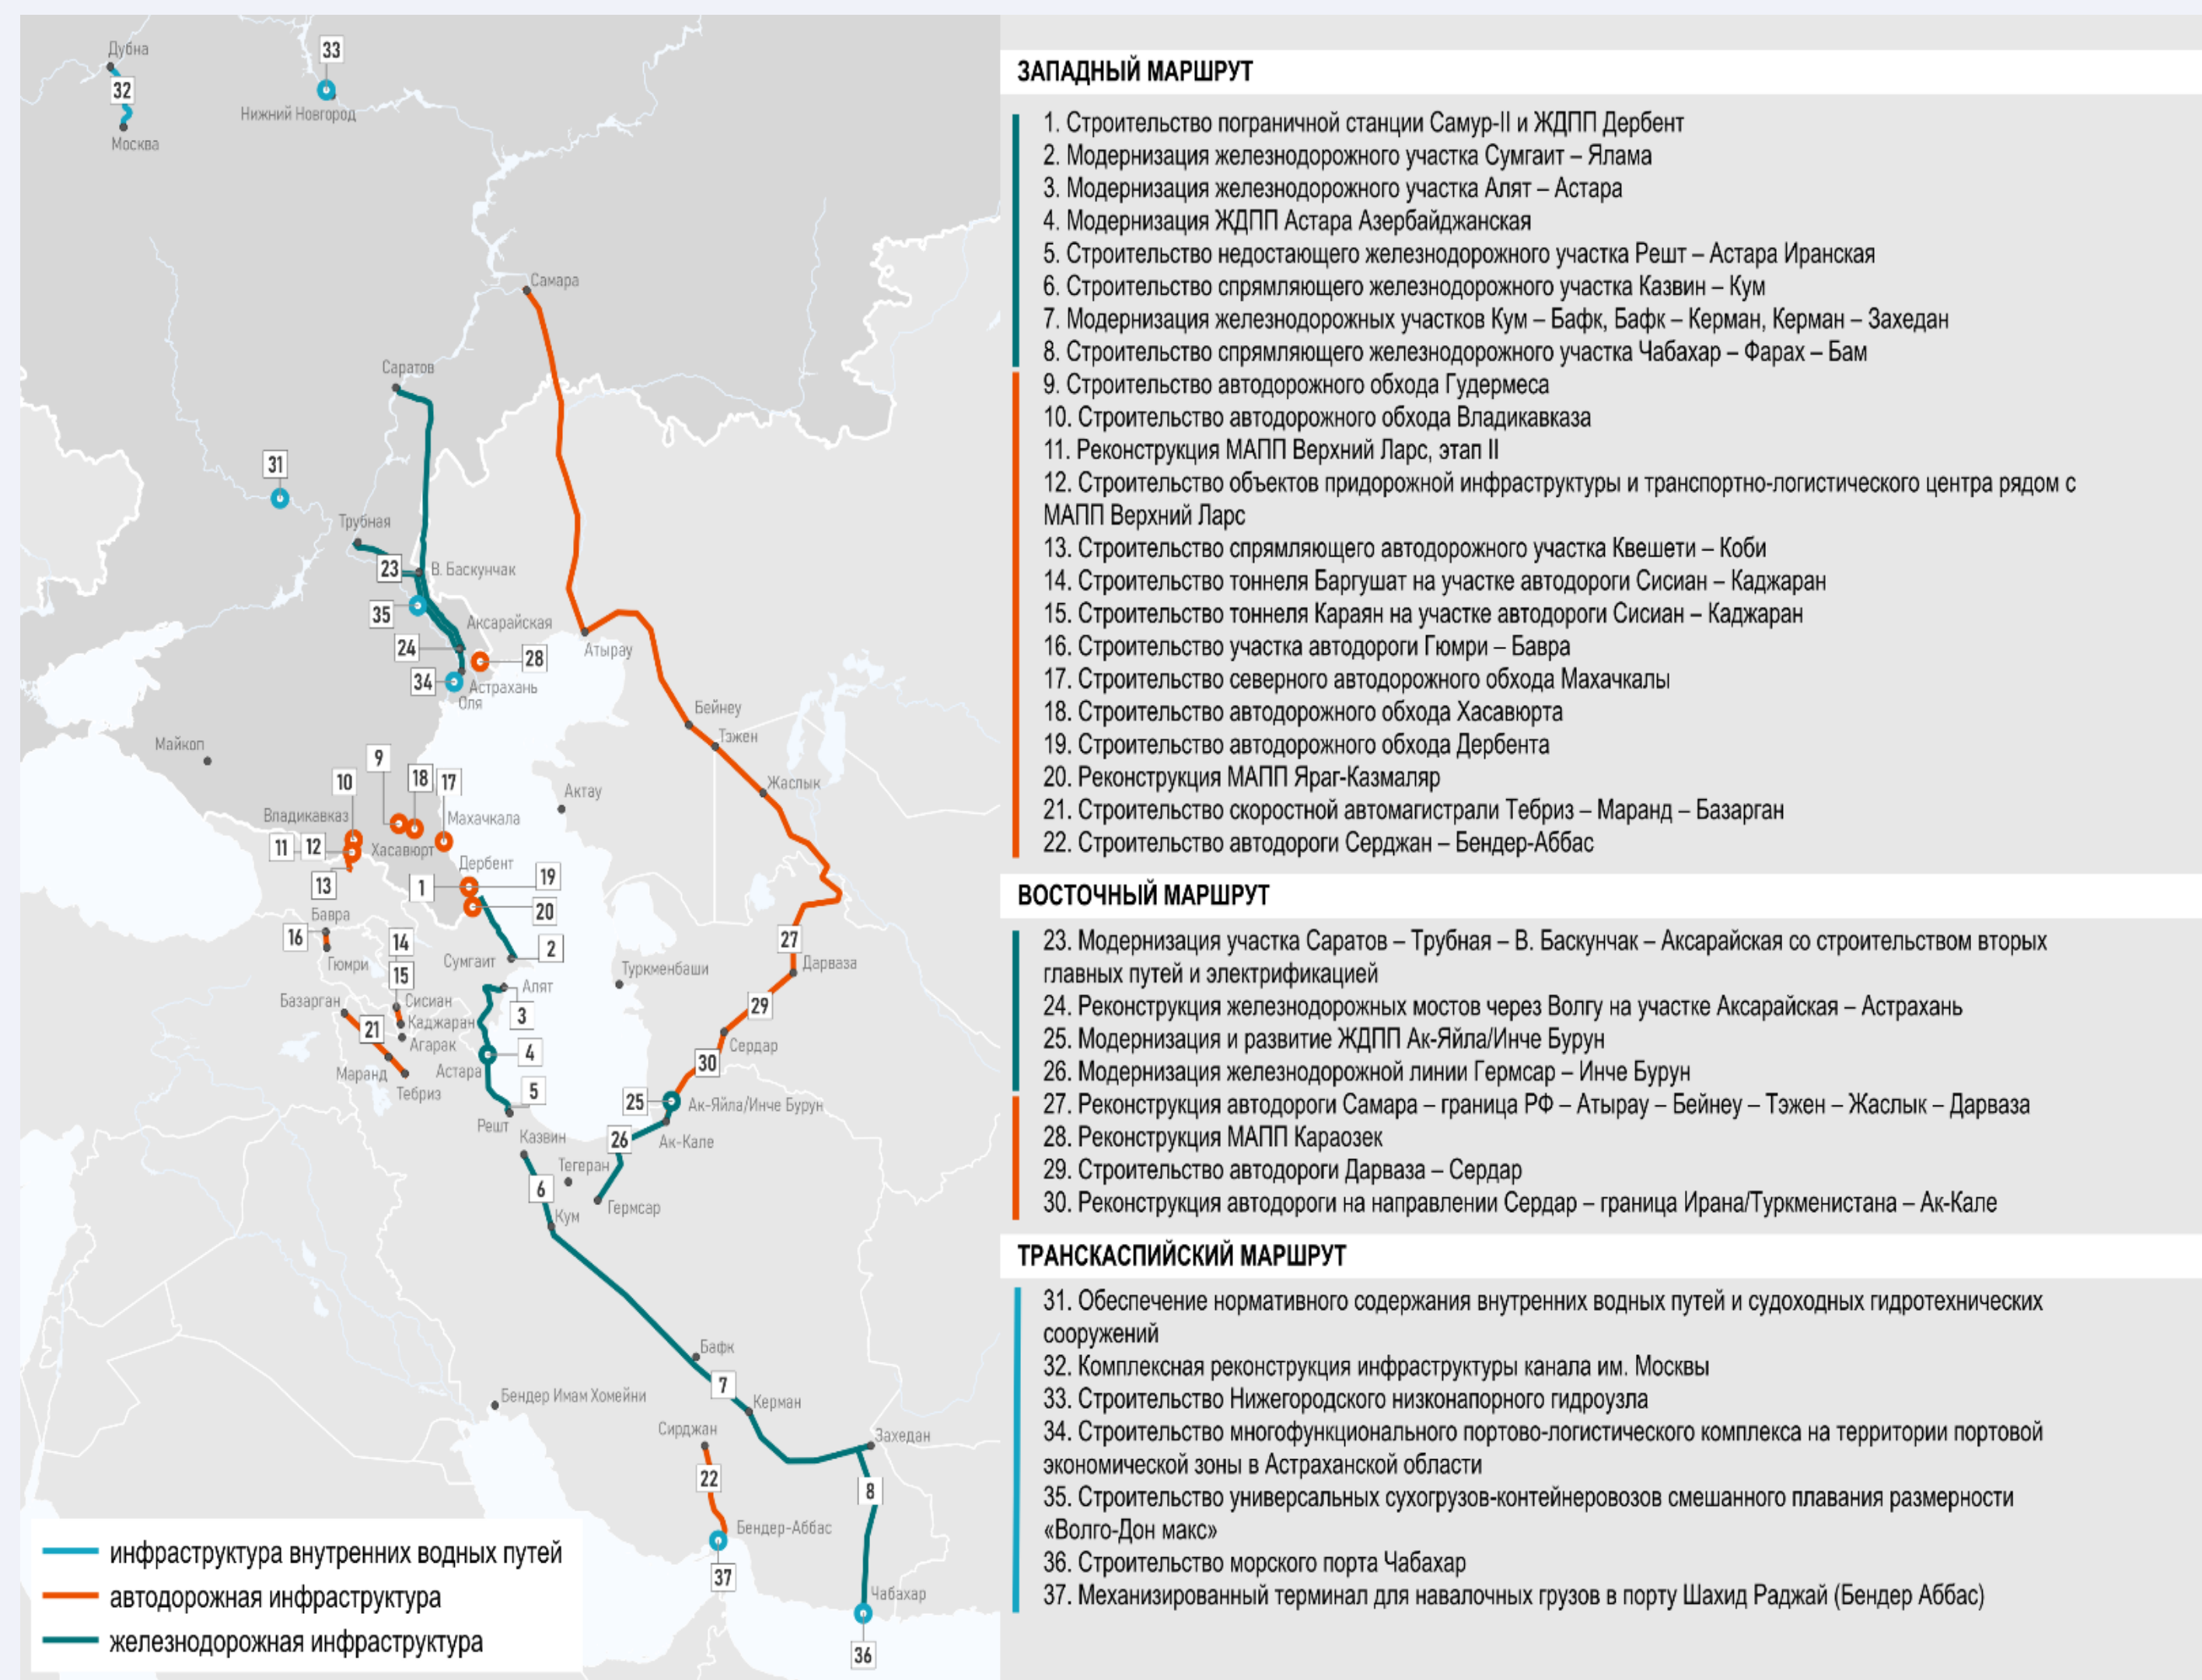 Дубна
32
Москва
33
Нижний Новгород
Самара
Саратов
31
Трубная
23
В. Баскунчак
35
Аксарайская
24
28
34
Астрахань
Оля
Атырау
Бейнеу
Тэжен
Жаслык
Майкоп
Актау
9
10
18
17
Владикавказ
Махачкала
11
12
Хасавюрт
13
Дербент
1
19
20
Бавра
16
Гюмри
14
15
Сумгаит
2
27
Дарваза
Туркменбаши
Алят
3
29
Базарган
Сисиан
21
Каджаран
Агарак
Сердар
30
4
Астара
Маранд
Тебриз
5
25
Ак-Яйла/Инче Бурун
Решт
Казвин
26
Ак-Кале
Тегеран
6
Гермсар
Кум
Бафк
7
Керман
Бендер Имам Хомейни
Сирджан
Захедан
22
8
Бендер-Аббас
37
Чабахар
36
инфраструктура внутренних водных путей
автодорожная инфраструктура
железнодорожная инфраструктура
ЗАПАДНЫЙ МАРШРУТ
1. Строительство пограничной станции Самур-II и ЖДПП Дербент
2. Модернизация железнодорожного участка Сумгаит – Ялама
3. Модернизация железнодорожного участка Алят – Астара
4. Модернизация ЖДПП Астара Азербайджанская
5. Строительство недостающего железнодорожного участка Решт – Астара Иранская
6. Строительство спрямляющего железнодорожного участка Казвин – Кум
7. Модернизация железнодорожных участков Кум – Бафк, Бафк – Керман, Керман – Захедан
8. Строительство спрямляющего железнодорожного участка Чабахар – Фарах – Бам
9. Строительство автодорожного обхода Гудермеса
10. Строительство автодорожного обхода Владикавказа
11. Реконструкция МАПП Верхний Ларс, этап II
12. Строительство объектов придорожной инфраструктуры и транспортно-логистического центра рядом с
МАПП Верхний Ларс
13. Строительство спрямляющего автодорожного участка Квешети – Коби
14. Строительство тоннеля Баргушат на участке автодороги Сисиан – Каджаран
15. Строительство тоннеля Караян на участке автодороги Сисиан – Каджаран
16. Строительство участка автодороги Гюмри – Бавра
17. Строительство северного автодорожного обхода Махачкалы
18. Строительство автодорожного обхода Хасавюрта
19. Строительство автодорожного обхода Дербента
20. Реконструкция МАПП Яраг-Казмаляр
21. Строительство скоростной автомагистрали Тебриз – Маранд – Базарган
22. Строительство автодороги Серджан – Бендер-Аббас
ВОСТОЧНЫЙ МАРШРУТ
23. Модернизация участка Саратов – Трубная – В. Баскунчак – Аксарайская со строительством вторых
главных путей и электрификацией
24. Реконструкция железнодорожных мостов через Волгу на участке Аксарайская – Астрахань
25. Модернизация и развитие ЖДПП Ак-Яйла/Инче Бурун
26. Модернизация железнодорожной линии Гермсар – Инче Бурун
27. Реконструкция автодороги Самара – граница РФ – Атырау – Бейнеу – Тэжен – Жаслык – Дарваза
28. Реконструкция МАПП Караозек
29. Строительство автодороги Дарваза – Сердар
30. Реконструкция автодороги на направлении Сердар – граница Ирана/Туркменистана – Ак-Кале
ТРАНСКАСПИЙСКИЙ МАРШРУТ
31. Обеспечение нормативного содержания внутренних водных путей и судоходных гидротехнических
сооружений
32. Комплексная реконструкция инфраструктуры канала им. Москвы
33. Строительство Нижегородского низконапорного гидроузла
34. Строительство многофункционального портово-логистического комплекса на территории портовой
экономической зоны в Астраханской области
35. Строительство универсальных сухогрузов-контейнеровозов смешанного плавания размерности
«Волго-Дон макс»
36. Строительство морского порта Чабахар
37. Механизированный терминал для навалочных грузов в порту Шахид Раджай (Бендер Аббас)